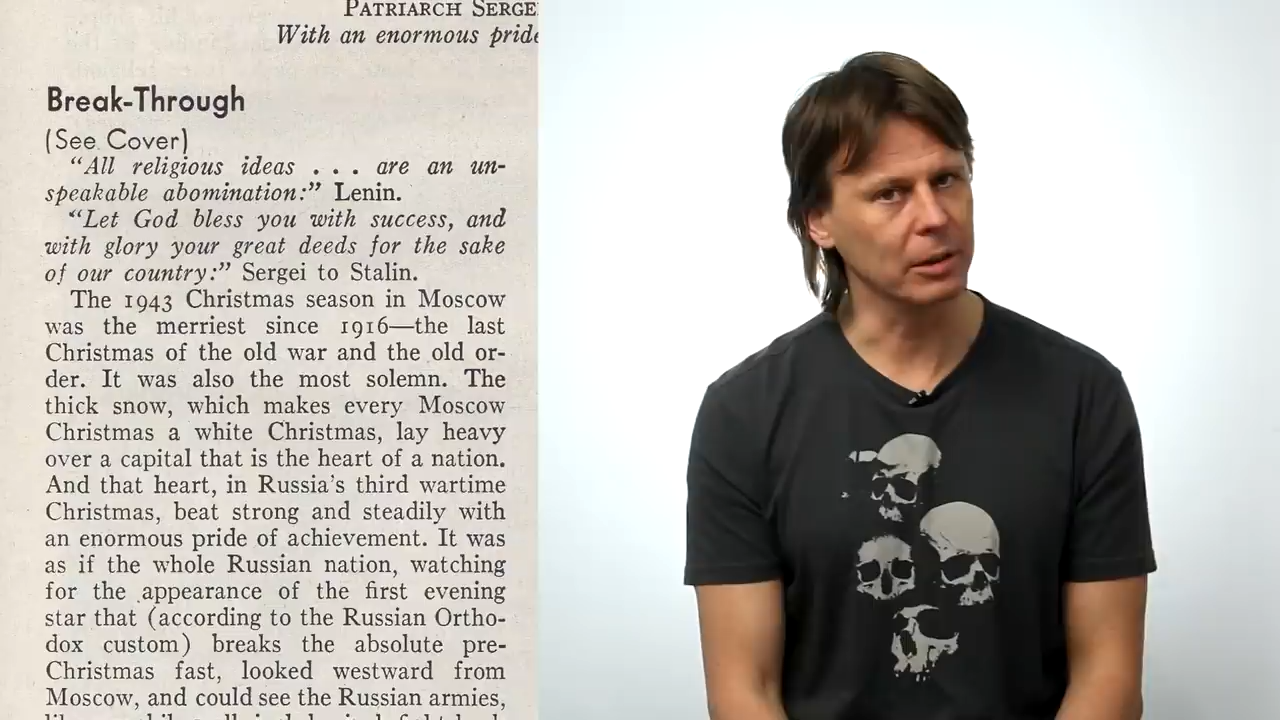 PATRIARCH SERGE
With an enormous pride
Break-Through
(See Cover)
"All religious ideas . . . are an un-
speakable abomination:" Lenin.
"Let God bless you with success, and
with glory your great deeds for the sake
of our country:" Sergei to Stalin.
The 1943 Christmas season in Moscow
was the merriest since 1916—the last
Christmas of the old war and the old or-
der. It was also the most solemn. The
thick snow, which makes every Moscow
Christmas a white Christmas, lay heavy
over a capital that is the heart of a nation.
And that heart, in Russia's third wartime
Christmas, beat strong and steadily with
an enormous pride of achievement. It was
as if the whole Russian nation, watching
for the appearance of the first evening
star that (according to the Russian Ortho-
dox custom) breaks the absolute pre-
Christmas fast, looked westward from
Moscow, and could see the Russian armies,